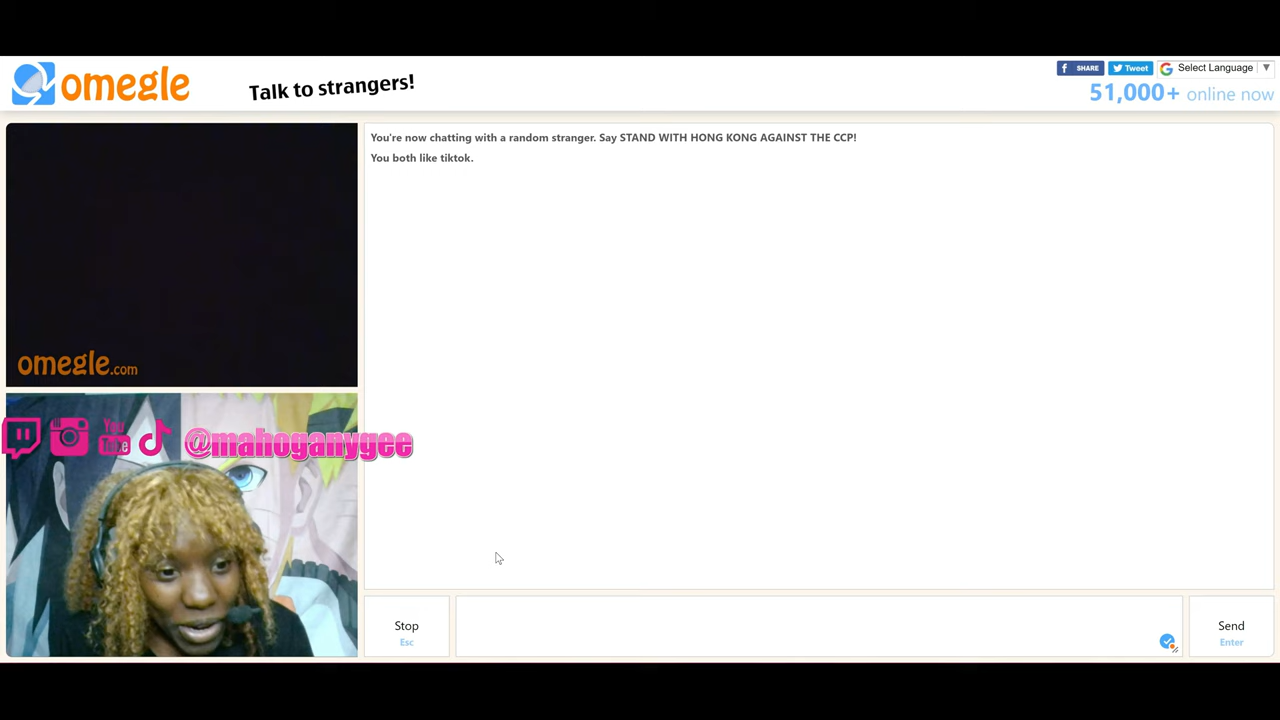 omegle
Talk to strangers!
SHARE
Tweet
Select Language
51,000+ online now
You're now chatting with a random stranger. Say STAND WITH HONG KONG AGAINST THE CCP!
You both like tiktok.
omegle.com
You
Tube
@mahoganygee
Stop
Esc
Send
Enter